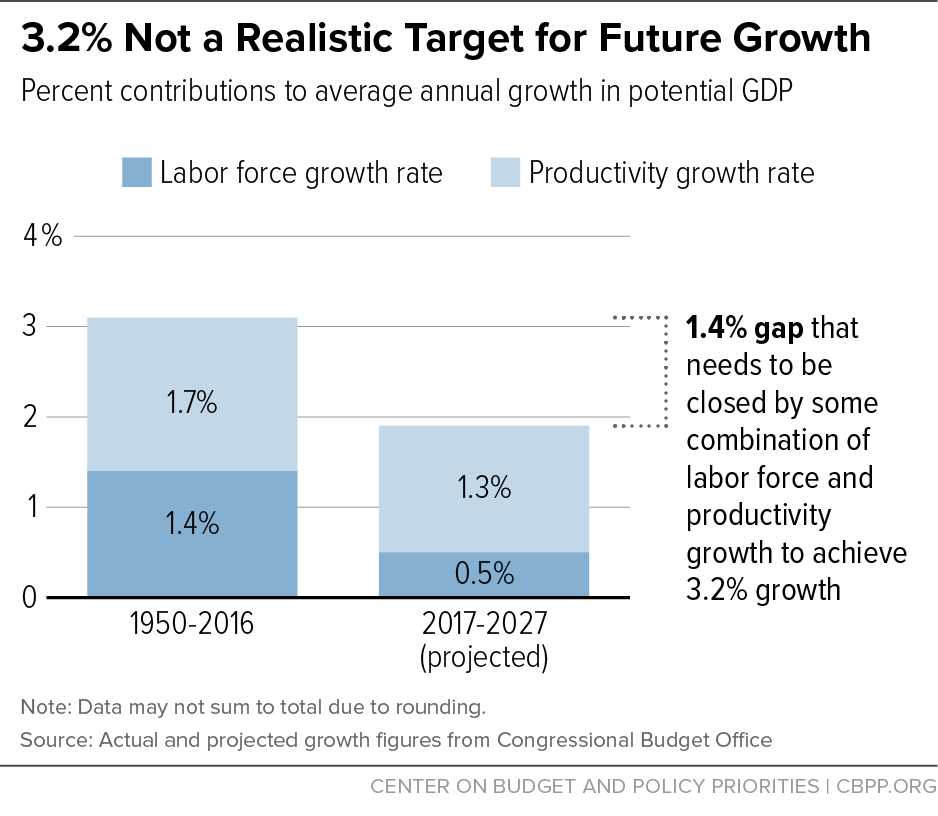 3.2% Not a Realistic Target for Future Growth
Percent contributions to average annual growth in potential GDP
Labor force growth rate
Productivity growth rate
4%
3
2
1
0
1.7%
1.4%
1.3%
0.5%
1950-2016
2017-2027
(projected)
1.4% gap that
needs to be
closed by some
combination of
labor force and
productivity
growth to achieve
3.2% growth
Note: Data may not sum to total due to rounding.
Source: Actual and projected growth figures from Congressional Budget Office
CENTER ON BUDGET AND POLICY PRIORITIES | CBPP.ORG